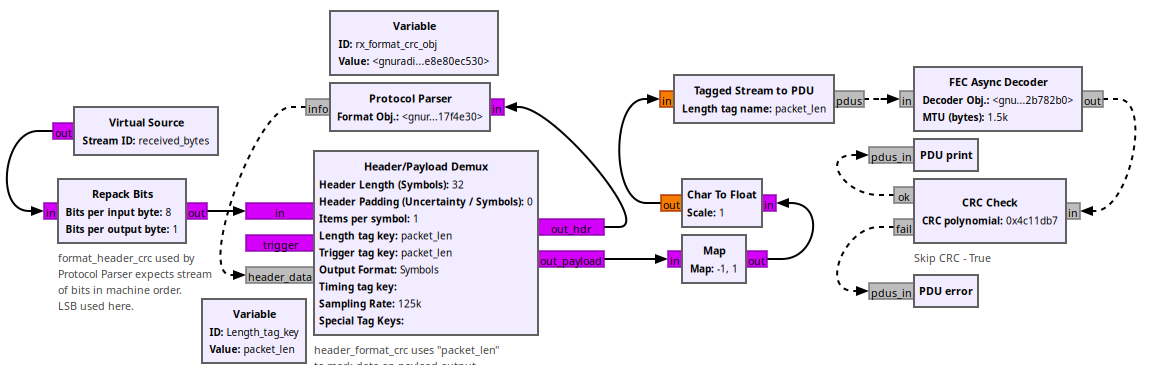 Variable
ID: rx_format_crc_obj
Value: <gnuradi...e8e80ec530>
Virtual Source
Stream ID: received_bytes
out
info
Protocol Parser
Format Obj.: <gnur...17f4e30>
in
in
Tagged Stream to PDU
Length tag name: packet_len
pdus
in
FEC Async Decoder
Decoder Obj.: <gnu...2b782b0>
MTU (bytes): 1.5k
out
in
Repack Bits
Bits per input byte: 8
Bits per output byte: 1
out
format_header_crc used by
Protocol Parser expects stream
of bits in machine order.
LSB used here.
in
trigger
header_data
Header/Payload Demux
Header Length (Symbols): 32
Header Padding (Uncertainty / Symbols): 0
Items per symbol: 1
Length tag key: packet_len
Trigger tag key: packet_len
Output Format: Symbols
Timing tag key:
Sampling Rate: 125k
Special Tag Keys:
out_hdr
out_payload
header_format_crc uses "packet_len"
to mark data on payload output
Variable
ID: Length_tag_key
Value: packet_len
out
Char To Float
Scale: 1
in
in
Map
Map: -1, 1
out
pdus_in
PDU print
ok
fail
CRC Check
CRC polynomial: 0x4c11db7
in
Skip CRC - True
pdus_in
PDU error